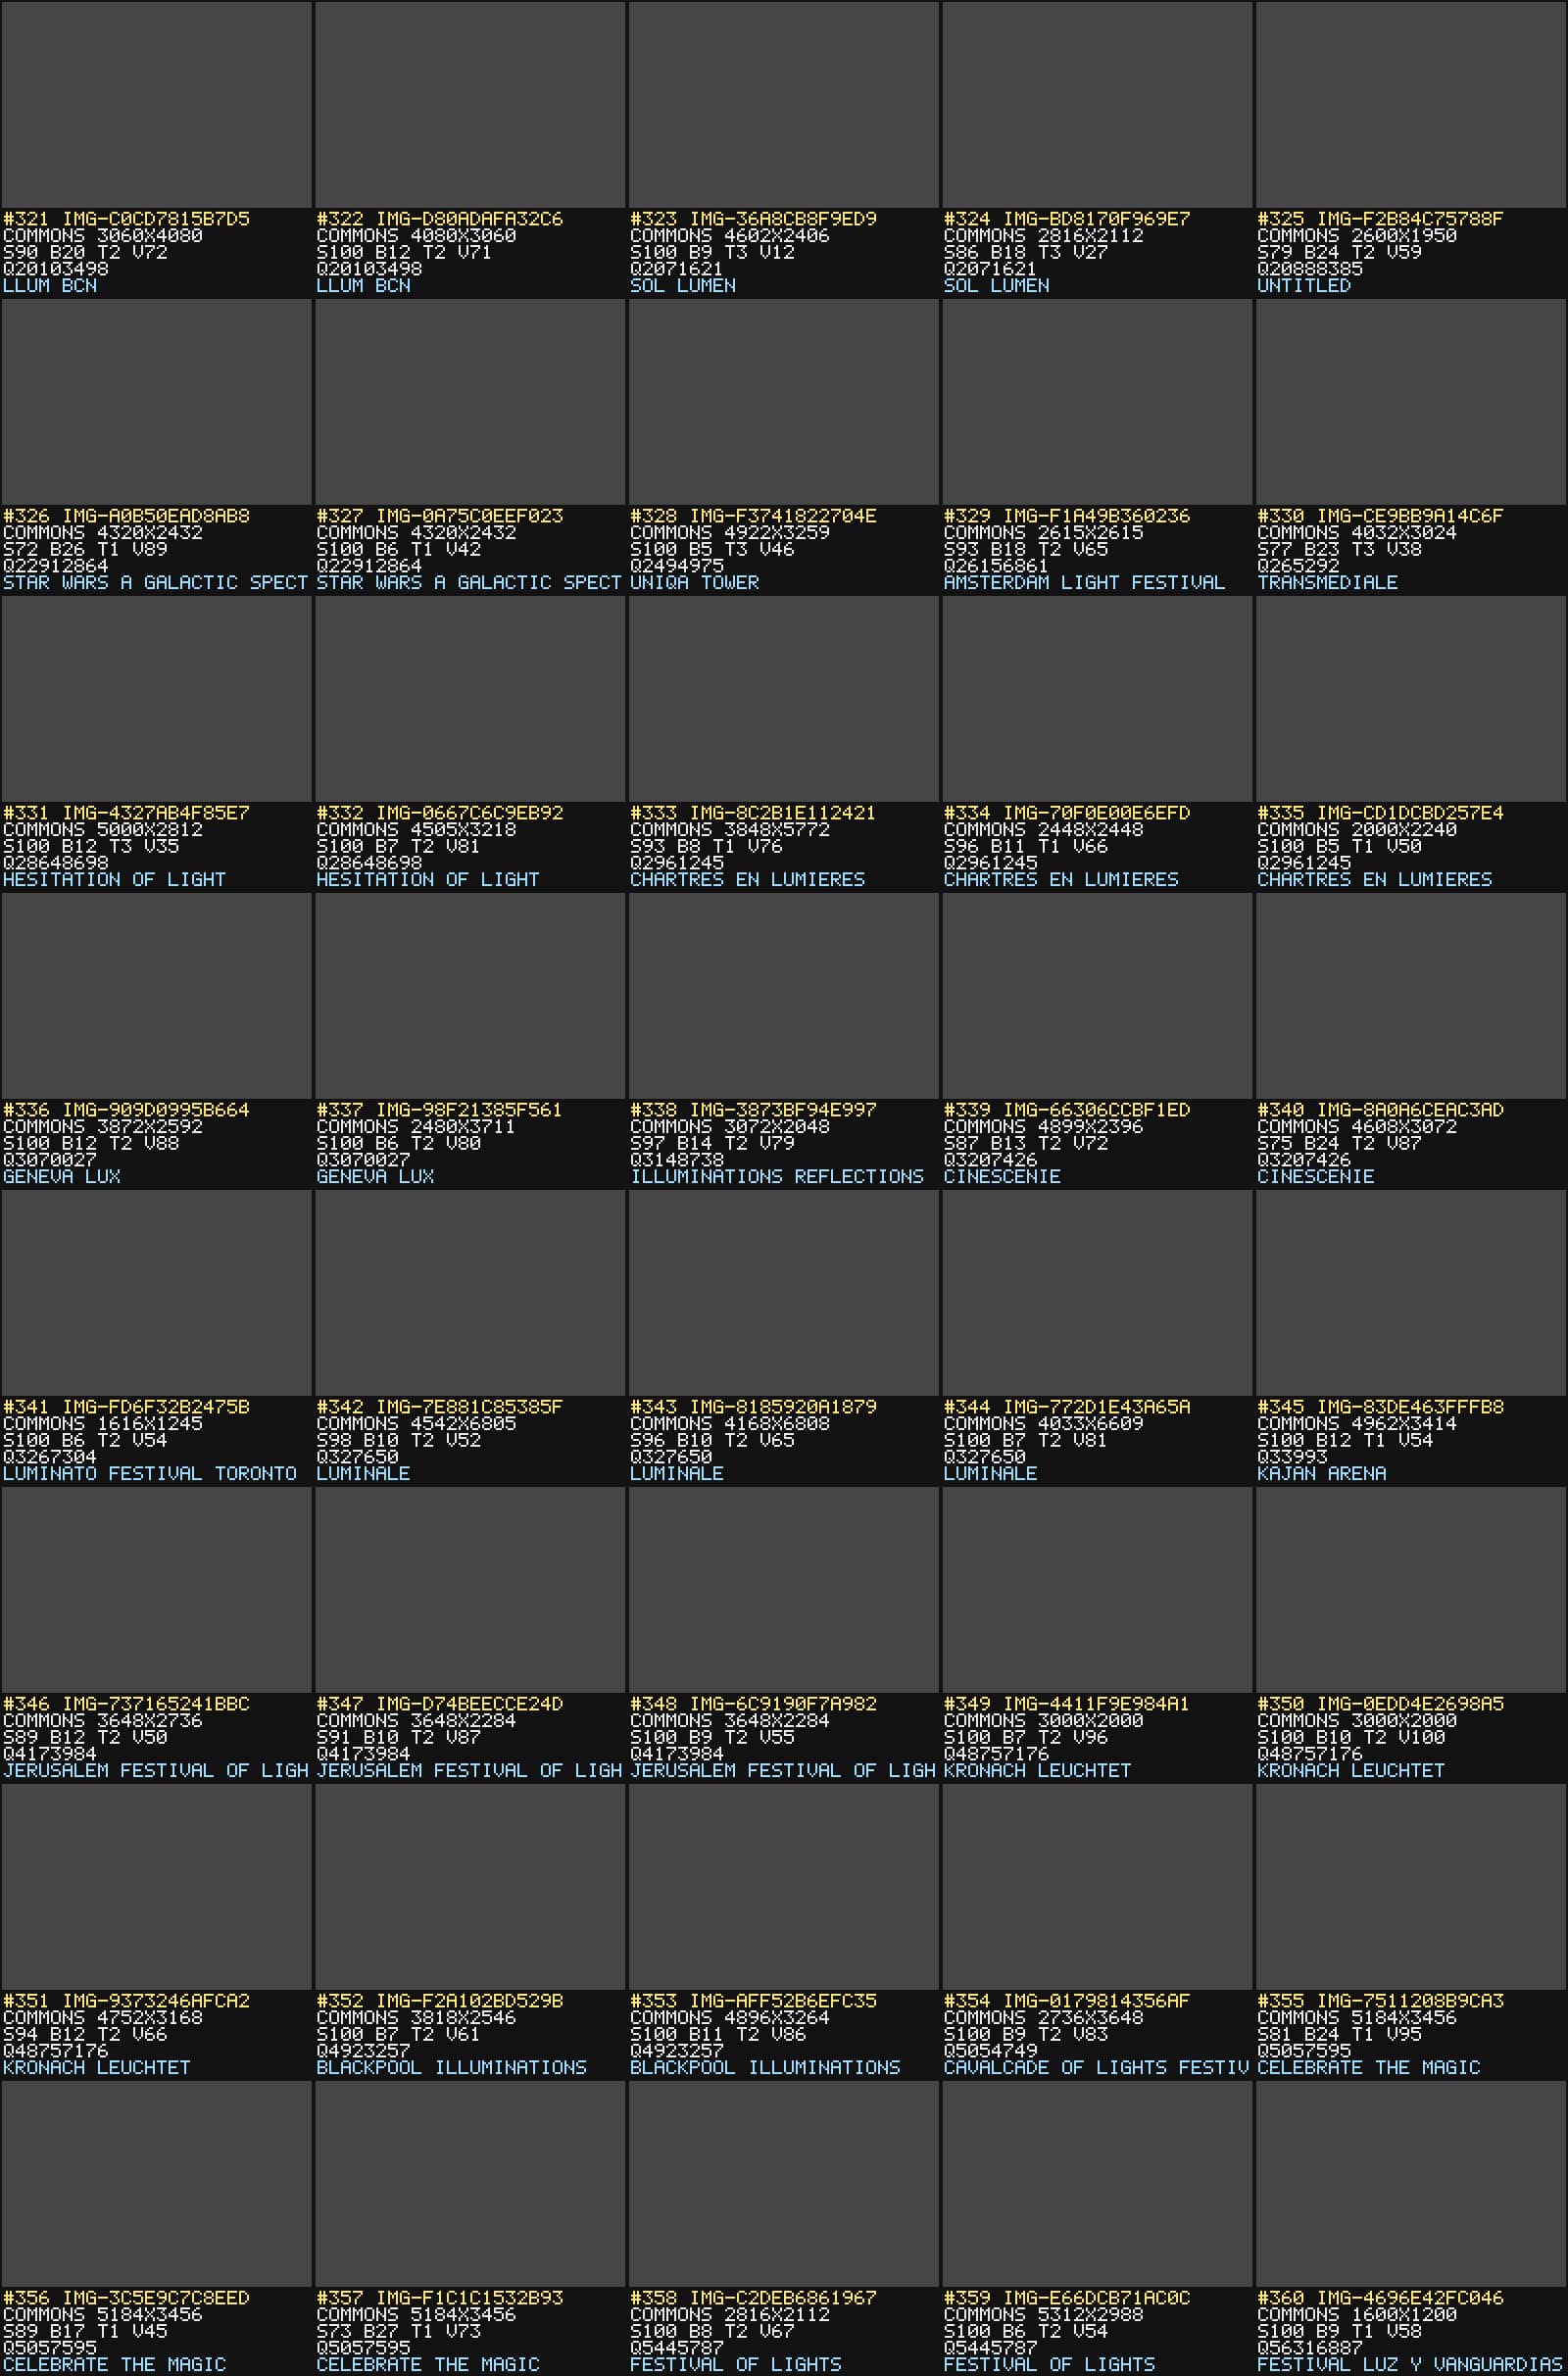 #321 IMG-C0CD7815B7D5
COMMONS 3060X4080
S90 B20 T2 V72
Q20103498
LLUM BCN
#322 IMG-D80ADAFA32C6
COMMONS 4080X3060
S100 B12 T2 V71
Q20103498
LLUM BCN
#323 IMG-36A8CB8F9ED9
COMMONS 4602X2406
S100 B9 T3 V12
Q2071621
SOL LUMEN
#324 IMG-BD8170F969E7
COMMONS 2816X2112
S86 B18 T3 V27
Q2071621
SOL LUMEN
#325 IMG-F2B84C75788F
COMMONS 2600X1950
S79 B24 T2 V59
Q20888385
UNTITLED
#326 IMG-A0B50EAD8AB8
COMMONS 4320X2432
S72 B26 T1 V89
Q22912864
STAR WARS A GALACTIC SPECT
#327 IMG-0A75C0EEF023
COMMONS 4320X2432
S100 B6 T1 V42
Q22912864
STAR WARS A GALACTIC SPECT
#328 IMG-F3741822704E
COMMONS 4922X3259
S100 B5 T3 V46
Q2494975
UNIQA TOWER
#329 IMG-F1A49B360236
COMMONS 2615X2615
S93 B18 T2 V65
Q26156861
AMSTERDAM LIGHT FESTIVAL
#330 IMG-CE9BB9A14C6F
COMMONS 4032X3024
S77 B23 T3 V38
Q265292
TRANSMEDIALE
#331 IMG-4327AB4F85E7
COMMONS 5000X2812
S100 B12 T3 V35
Q28648698
HESITATION OF LIGHT
#332 IMG-0667C6C9EB92
COMMONS 4505X3218
S100 B7 T2 V81
Q28648698
HESITATION OF LIGHT
#333 IMG-8C2B1E112421
COMMONS 3848X5772
S93 B8 T1 V76
Q2961245
CHARTRES EN LUMIERES
#334 IMG-70F0E00E6EFD
COMMONS 2448X2448
S96 B11 T1 V66
Q2961245
CHARTRES EN LUMIERES
#335 IMG-CD1DCBD257E4
COMMONS 2000X2240
S100 B5 T1 V50
Q2961245
CHARTRES EN LUMIERES
#336 IMG-909D0995B664
COMMONS 3872X2592
S100 B12 T2 V88
Q3070027
GENEVA LUX
#337 IMG-98F21385F561
COMMONS 2480X3711
S100 B6 T2 V80
Q3070027
GENEVA LUX
#338 IMG-3873BF94E997
COMMONS 3072X2048
S97 B14 T2 V79
Q3148738
ILLUMINATIONS REFLECTIONS
#339 IMG-66306CCBF1ED
COMMONS 4899X2396
S87 B13 T2 V72
Q3207426
CINESCENIE
#340 IMG-8A0A6CEAC3AD
COMMONS 4608X3072
S75 B24 T2 V87
Q3207426
CINESCENIE
#341 IMG-FD6F32B2475B
COMMONS 1616X1245
S100 B6 T2 V54
Q3267304
LUMINATO FESTIVAL TORONTO
#342 IMG-7E881C85385F
COMMONS 4542X6805
S98 B10 T2 V52
Q327650
LUMINALE
#343 IMG-8185920A1879
COMMONS 4168X6808
S96 B10 T2 V65
Q327650
LUMINALE
#344 IMG-772D1E43A65A
COMMONS 4033X6609
S100 B7 T2 V81
Q327650
LUMINALE
#345 IMG-83DE463FFFB8
COMMONS 4962X3414
S100 B12 T1 V54
Q33993
KAJAN ARENA
#346 IMG-737165241BBC
COMMONS 3648X2736
S89 B12 T2 V50
Q4173984
JERUSALEM FESTIVAL OF LIGH
#347 IMG-D74BEECCE24D
COMMONS 3648X2284
S91 B10 T2 V87
Q4173984
JERUSALEM FESTIVAL OF LIGH
#348 IMG-6C9190F7A982
COMMONS 3648X2284
S100 B9 T2 V55
Q4173984
JERUSALEM FESTIVAL OF LIGH
#349 IMG-4411F9E984A1
COMMONS 3000X2000
S100 B7 T2 V96
Q48757176
KRONACH LEUCHTET
#350 IMG-0EDD4E2698A5
COMMONS 3000X2000
S100 B10 T2 V100
Q48757176
KRONACH LEUCHTET
#351 IMG-9373246AFCA2
COMMONS 4752X3168
S94 B12 T2 V66
Q48757176
KRONACH LEUCHTET
#352 IMG-F2A102BD529B
COMMONS 3818X2546
S100 B7 T2 V61
Q4923257
BLACKPOOL ILLUMINATIONS
#353 IMG-AFF52B6EFC35
COMMONS 4896X3264
S100 B11 T2 V86
Q4923257
BLACKPOOL ILLUMINATIONS
#354 IMG-0179814356AF
COMMONS 2736X3648
S100 B9 T2 V83
Q5054749
CAVALCADE OF LIGHTS FESTIV
#355 IMG-7511208B9CA3
COMMONS 5184X3456
S81 B24 T1 V95
Q5057595
CELEBRATE THE MAGIC
#356 IMG-3C5E9C7C8EED
COMMONS 5184X3456
S89 B17 T1 V45
Q5057595
CELEBRATE THE MAGIC
#357 IMG-F1C1C1532B93
COMMONS 5184X3456
S73 B27 T1 V73
Q5057595
CELEBRATE THE MAGIC
#358 IMG-C2DEB6861967
COMMONS 2816X2112
S100 B8 T2 V67
Q5445787
FESTIVAL OF LIGHTS
#359 IMG-E66DCB71AC0C
COMMONS 5312X2988
S100 B6 T2 V54
Q5445787
FESTIVAL OF LIGHTS
#360 IMG-4696E42FC046
COMMONS 1600X1200
S100 B9 T1 V58
Q56316887
FESTIVAL LUZ Y VANGUARDIAS